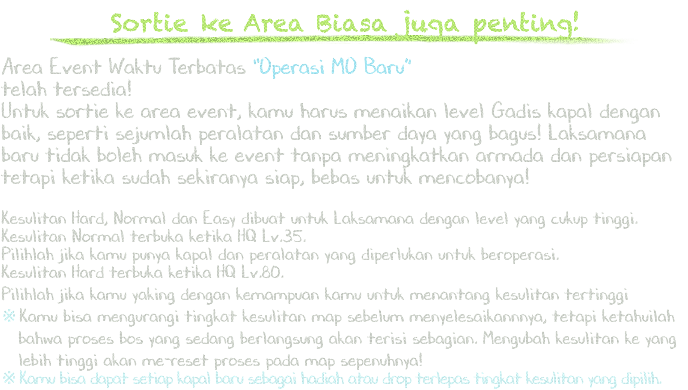 Sortie ke Area Biasa juga penting!
Area Event Waktu Terbatas "Operasi MO Baru"
telah tersedia!
Untuk sortie ke area event, kamu harus menaikan level Gadis kapal dengan
baik, seperti sejumlah peralatan dan sumber daya yang bagus! Laksamana
baru tidak boleh masuk ke event tanpa meningkatkan armada dan persiapan
tetapi ketika sudah sekiranya siap, bebas untuk mencobanya!
Kesulitan Hard, Normal dan Easy dibuat untuk Laksamana dengan level yang cukup tinggi.
Kesulitan Normal terbuka ketika HQ Lv.35.
Pilihlah jika kamu punya kapal dan peralatan yang diperlukan untuk beroperasi.
Kesulitan Hard terbuka ketika HQ Lv.80.
Pilihlah jika kamu yaking dengan kemampuan kamu untuk menantang kesulitan tertinggi
※Kamu bisa mengurangi tingkat kesulitan map sebelum menyelesaikannnya, tetapi ketahuilah
bahwa proses bos yang sedang berlangsung akan terisi sebagian. Mengubah kesulitan ke yang
lebih tinggi akan me-reset proses pada map sepenuhnya!
※Kamu bisa dapat setiap kapal baru sebagai hadiah atau drop terlepas tingkat kesulitan yang dipilih.